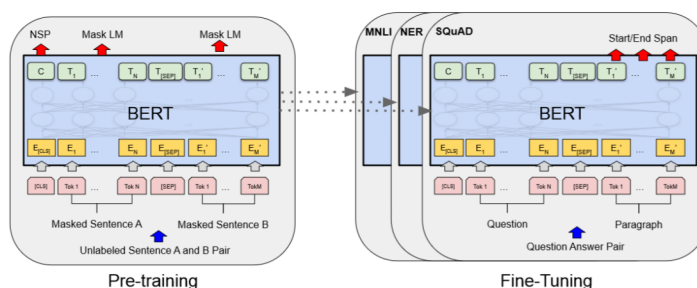 NSP Mask LM Mask LM
C T1 ... TN T[SEP] T1' ... TM'
BERT
E[CLS] E1 ... EN E[SEP] E1' ... EM'
[CLS] Tok 1 ... Tok N [SEP] Tok 1 ... TokM
Masked Sentence A Masked Sentence B
Unlabeled Sentence A and B Pair
Pre-training
MNLI NER SQuAD
Start/End Span
C T1 ... TN T[SEP] T1' ... TM'
BERT
E[CLS] E1 ... EN E[SEP] E1' ... EM'
[CLS] Tok 1 ... Tok N [SEP] Tok 1 ... TokM
Question Paragraph
Question Answer Pair
Fine-Tuning